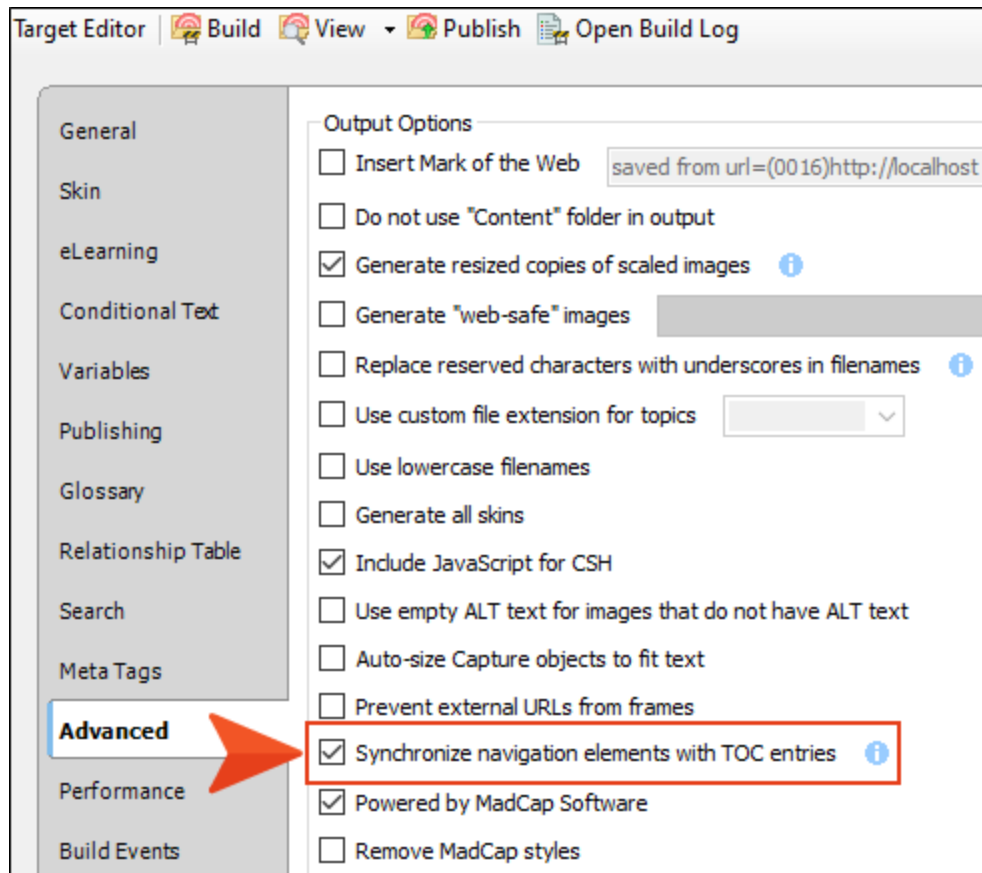 Target Editor Build View Publish Open Build Log
General
Skin
eLearning
Conditional Text
Variables
Publishing
Glossary
Relationship Table
Search
Meta Tags
Advanced
Performance
Build Events
Output Options
Insert Mark of the Web saved from url=(0016)http://localhost
Do not use "Content" folder in output
Generate resized copies of scaled images
Generate "web-safe" images
Replace reserved characters with underscores in filenames
Use custom file extension for topics
Use lowercase filenames
Generate all skins
Include JavaScript for CSH
Use empty ALT text for images that do not have ALT text
Auto-size Capture objects to fit text
Prevent external URLs from frames
Synchronize navigation elements with TOC entries
Powered by MadCap Software
Remove MadCap styles